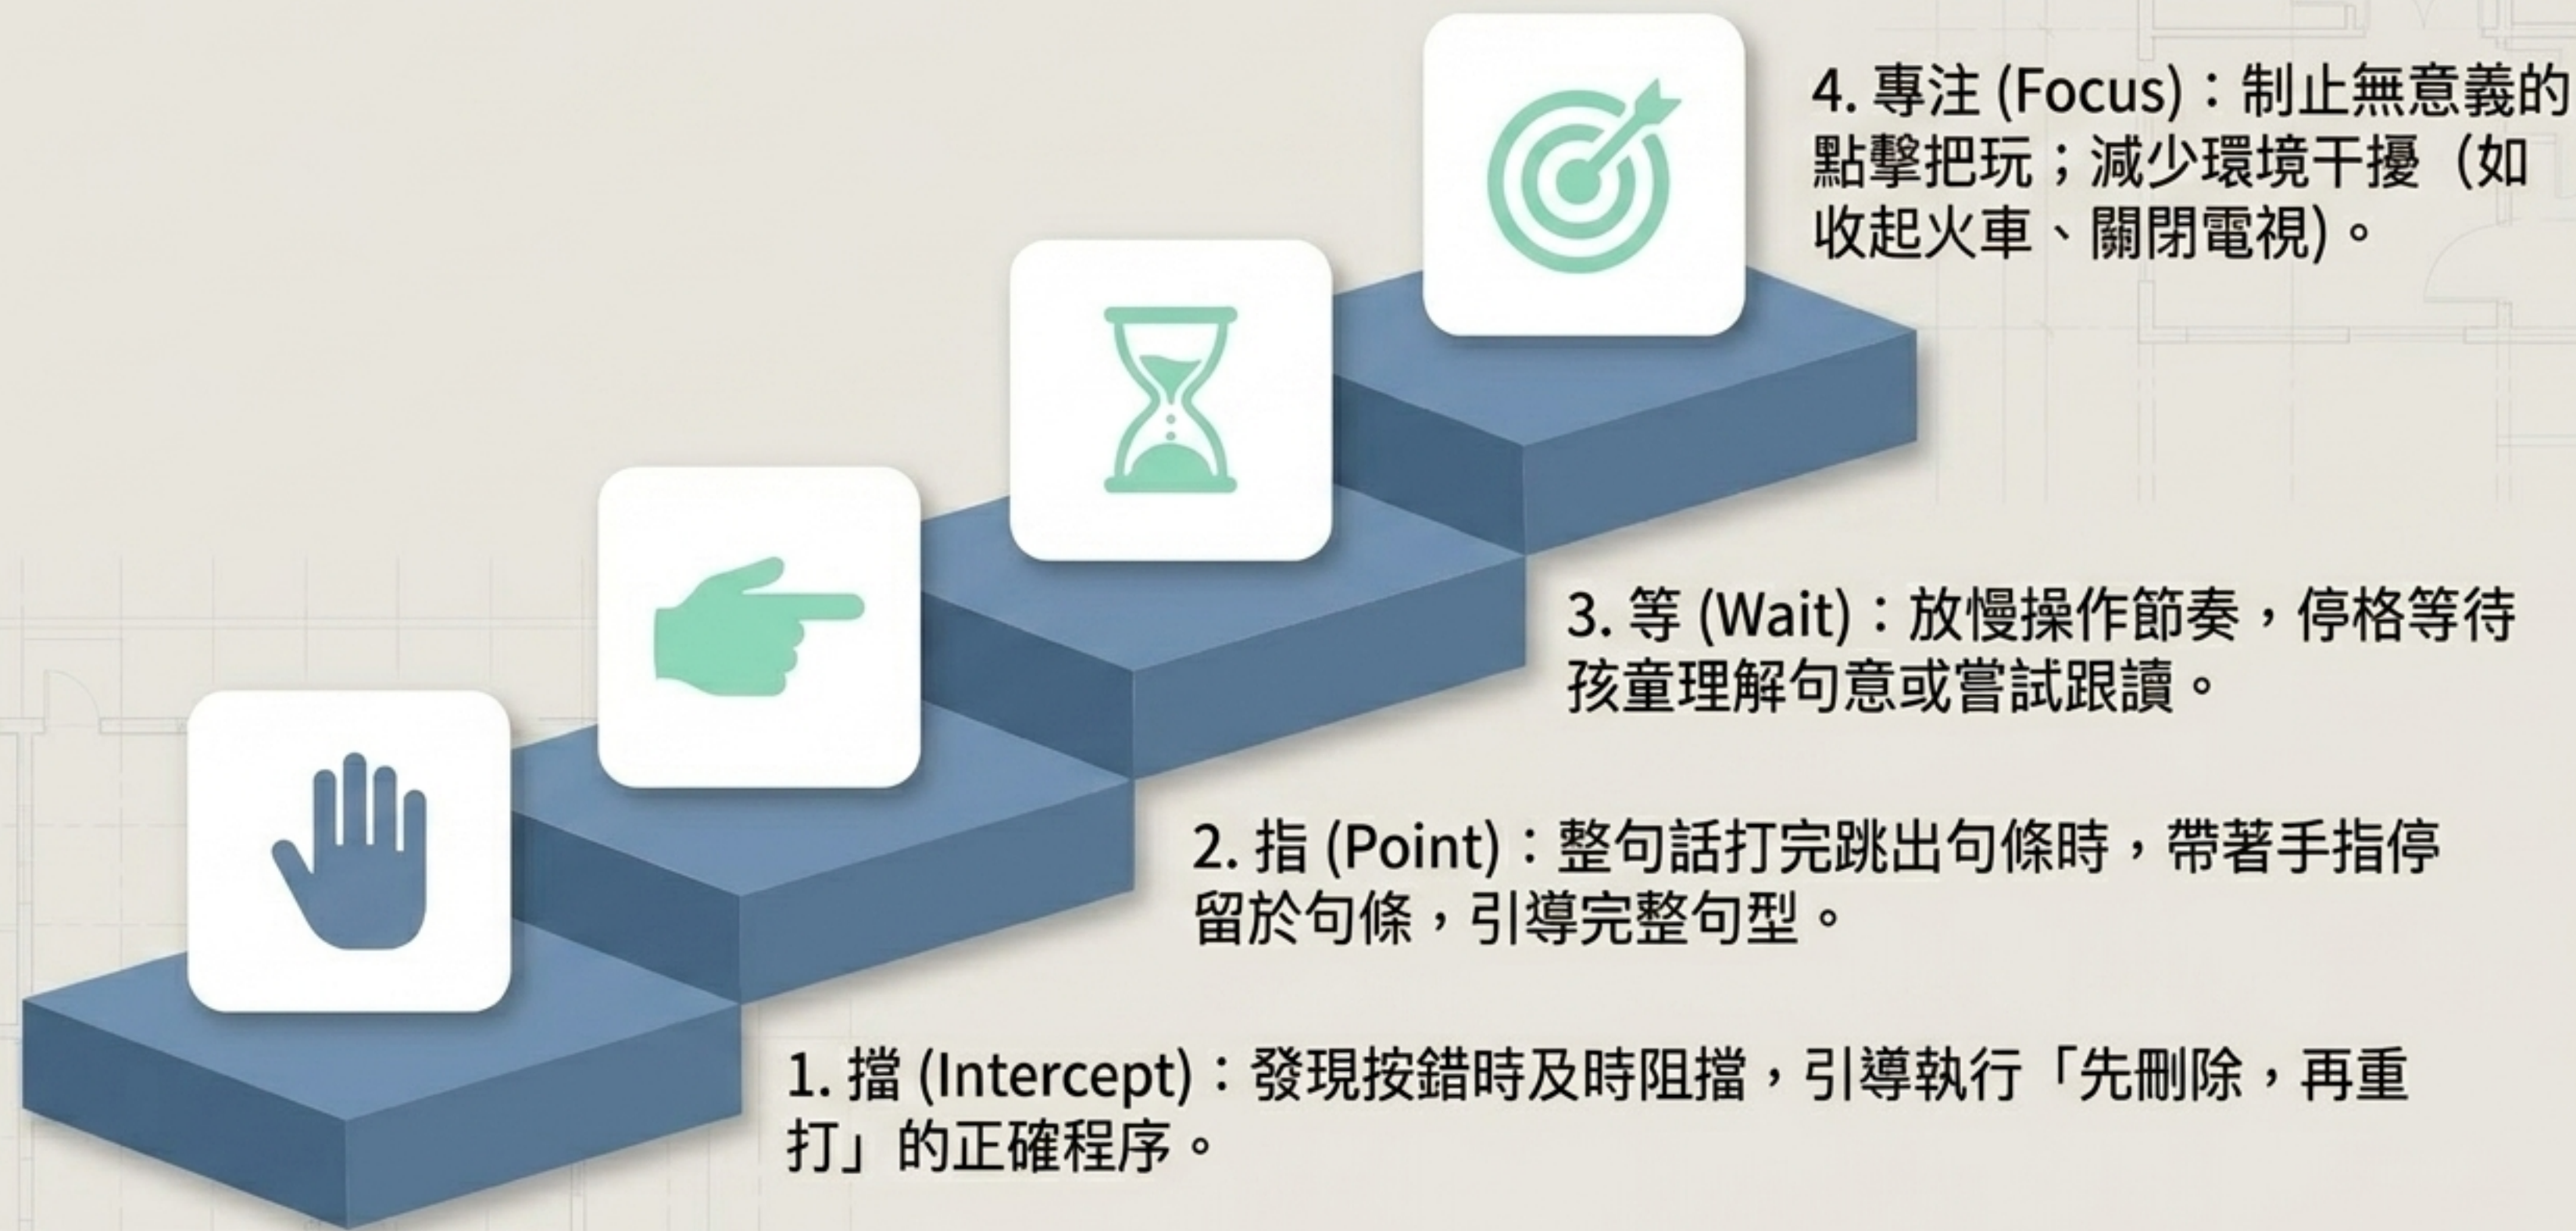 4. 專注 (Focus)：制止無意義的
點擊把玩；減少環境干擾（如
收起火車、關閉電視)。
3. 等 (Wait)：放慢操作節奏，停格等待
孩童理解句意或嘗試跟讀。
2. 指 (Point)：整句話打完跳出句條時，帶著手指停
留於句條，引導完整句型。
1. 擋 (Intercept)：發現按錯時及時阻擋，引導執行「先刪除，再重
打」的正確程序。